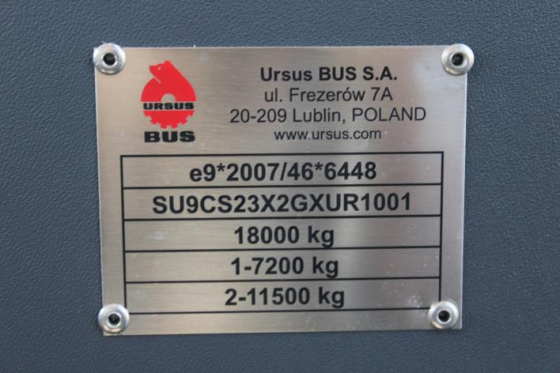 URSUS
BUS
Ursus BUS S.A.
ul. Frezerów 7A
20-209 Lublin, POLAND
www.ursus.com
e9*2007/46*6448
SU9CS23X2GXUR1001
18000 kg
1-7200 kg
2-11500 kg